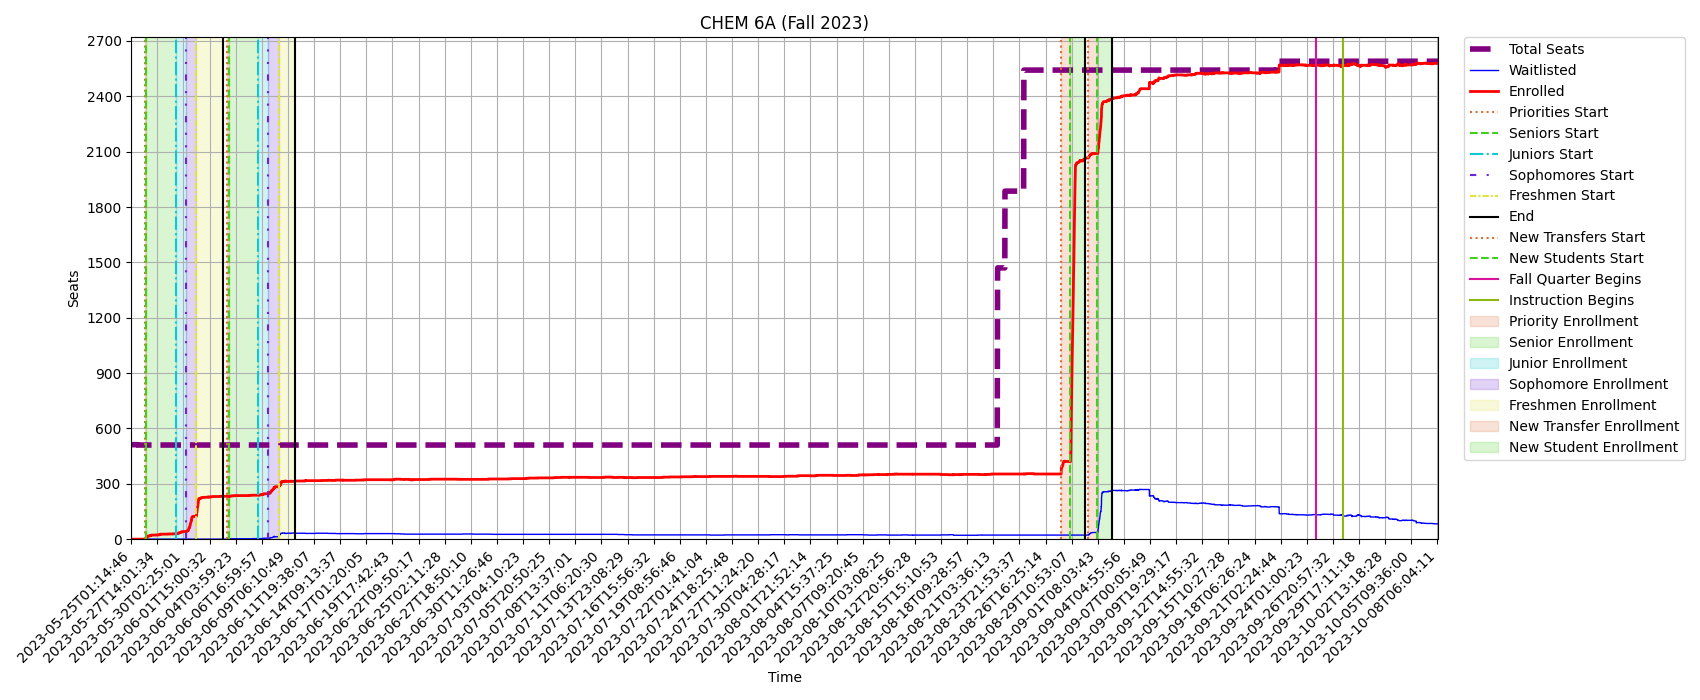 CHEM 6A (Fall 2023)
Seats
2700
2400
2100
1800
1500
1200
900
600
300
0
2023-05-25T01:14:46
2023-05-27T14:01:34
2023-05-30T02:25:01
2023-06-01T15:00:32
2023-06-04T03:59:23
2023-06-06T16:59:57
2023-06-09T06:10:49
2023-06-11T19:38:07
2023-06-14T09:13:37
2023-06-17T01:20:05
2023-06-19T17:42:43
2023-06-22T09:50:17
2023-06-25T02:11:28
2023-06-27T18:50:10
2023-06-30T11:26:46
2023-07-03T04:10:23
2023-07-05T20:50:25
2023-07-08T13:37:01
2023-07-11T06:20:30
2023-07-13T23:08:29
2023-07-16T15:56:32
2023-07-19T08:56:46
2023-07-22T01:41:04
2023-07-24T18:25:48
2023-07-27T11:24:20
2023-07-30T04:28:17
2023-08-01T21:52:14
2023-08-04T15:37:25
2023-08-07T09:20:45
2023-08-10T03:08:25
2023-08-12T20:56:28
2023-08-15T15:10:53
2023-08-18T09:28:57
2023-08-21T03:36:13
2023-08-23T21:53:37
2023-08-26T16:25:14
2023-08-29T10:53:07
2023-09-01T08:03:43
2023-09-04T04:55:56
2023-09-07T00:05:49
2023-09-09T19:29:17
2023-09-12T14:55:32
2023-09-15T10:27:28
2023-09-18T06:26:24
2023-09-21T02:24:44
2023-09-24T01:00:23
2023-09-26T20:57:32
2023-09-29T17:11:18
2023-10-02T13:18:28
2023-10-05T09:36:00
2023-10-08T06:04:11
Time
Total Seats
Waitlisted
Enrolled
Priorities Start
Seniors Start
Juniors Start
Sophomores Start
Freshmen Start
End
New Transfers Start
New Students Start
Fall Quarter Begins
Instruction Begins
Priority Enrollment
Senior Enrollment
Junior Enrollment
Sophomore Enrollment
Freshmen Enrollment
New Transfer Enrollment
New Student Enrollment